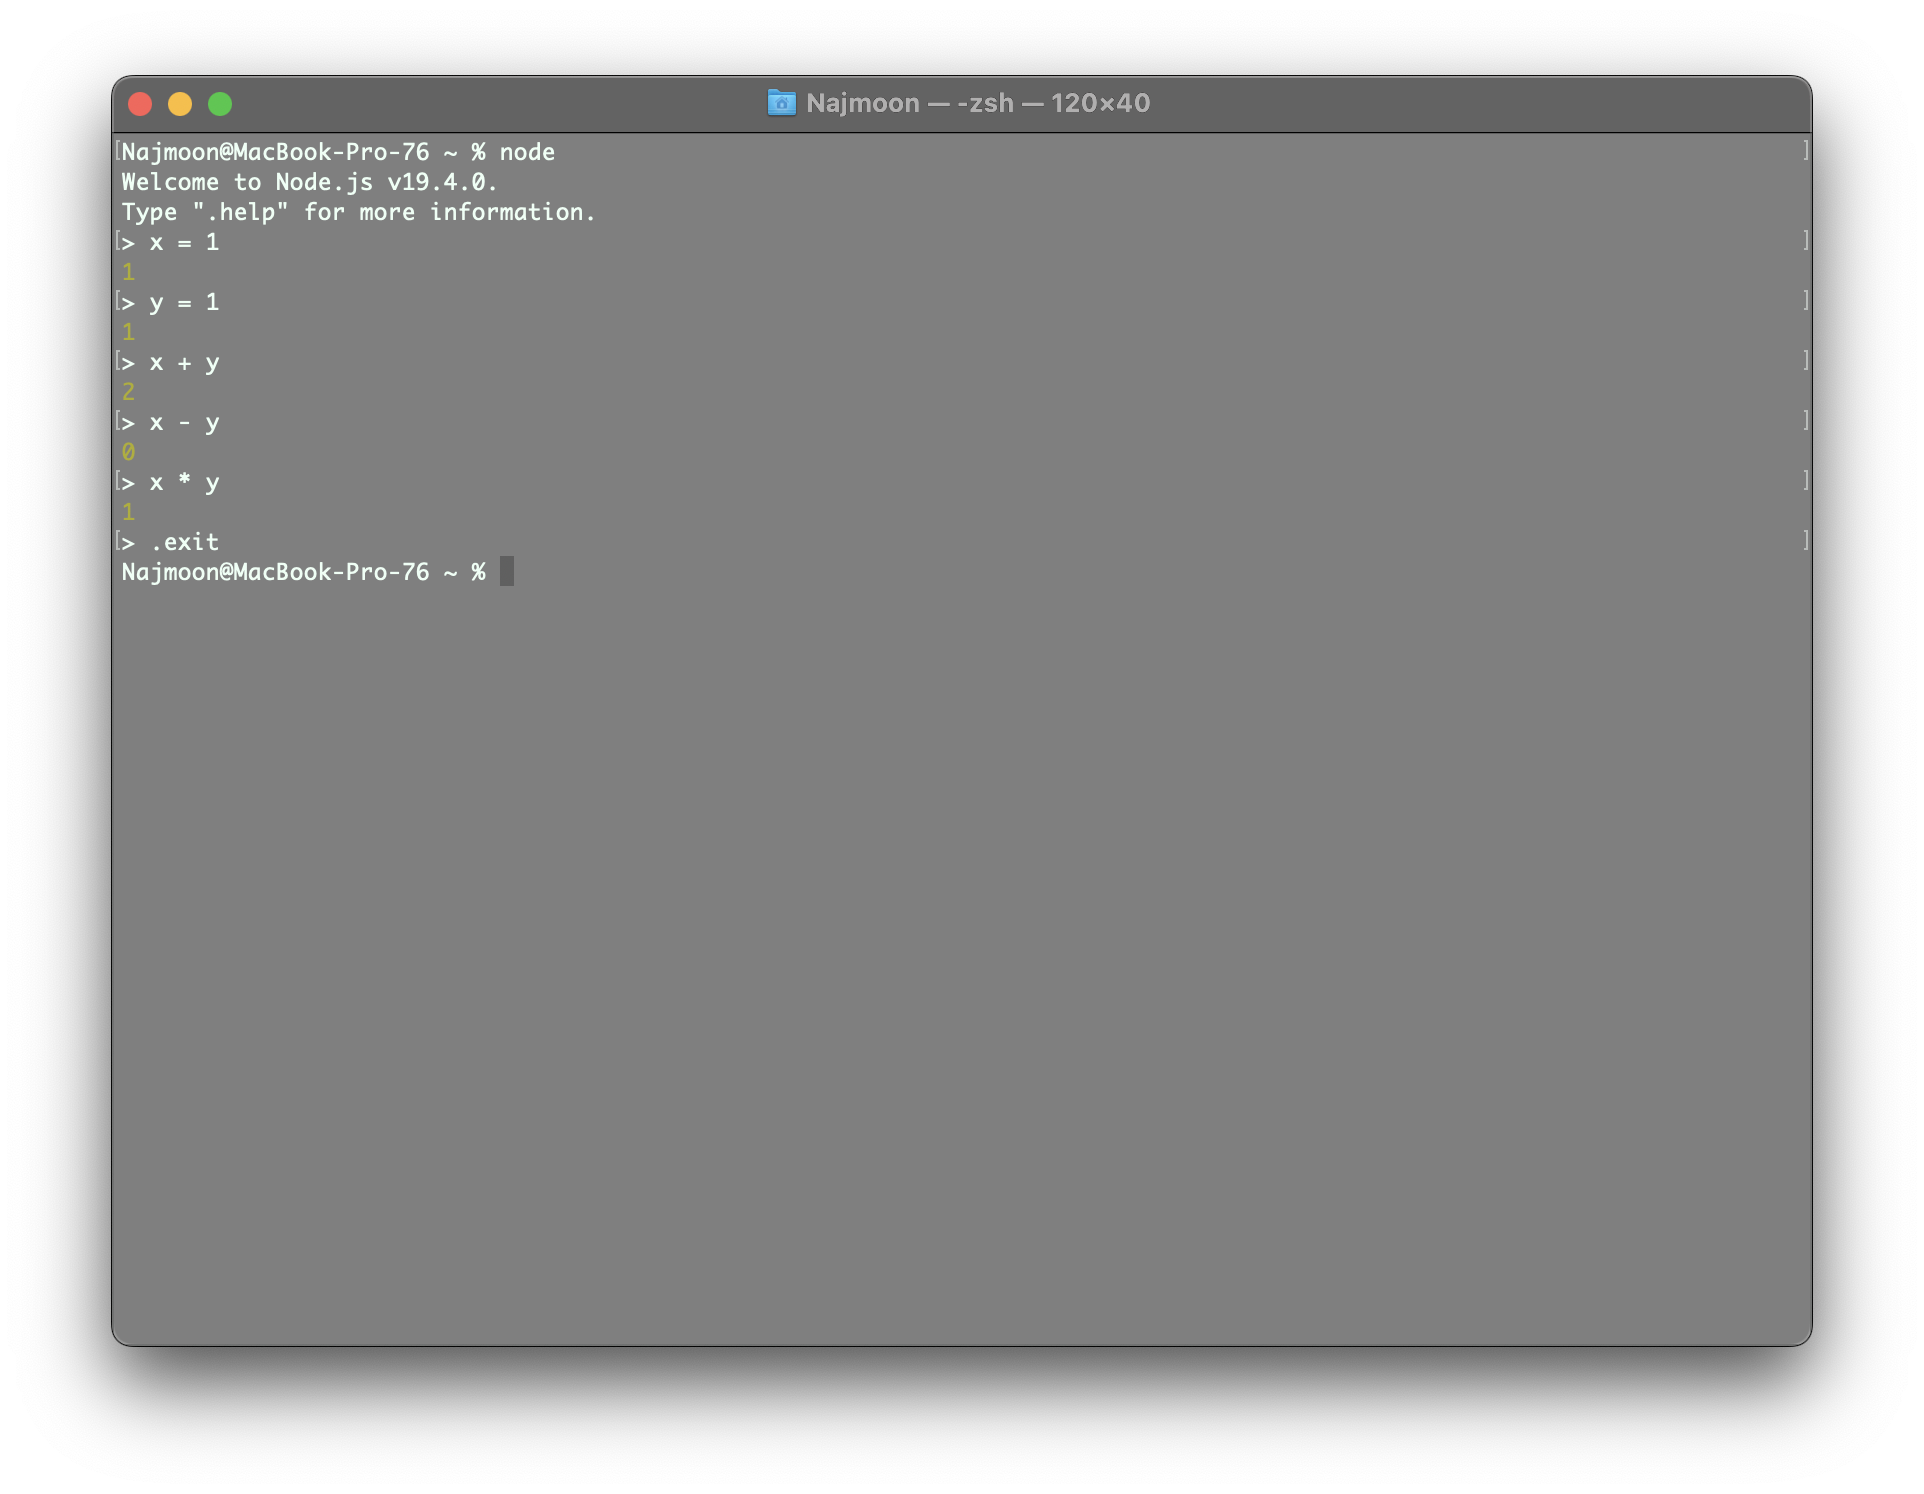 Najmoon — -zsh — 120×40
[Najmoon@MacBook-Pro-76 ~ % node ]
Welcome to Node.js v19.4.0.
Type ".help" for more information.
[> x = 1 ]
1
[> y = 1 ]
1
[> x + y ]
2
[> x - y ]
0
[> x * y ]
1
[> .exit ]
Najmoon@MacBook-Pro-76 ~ %